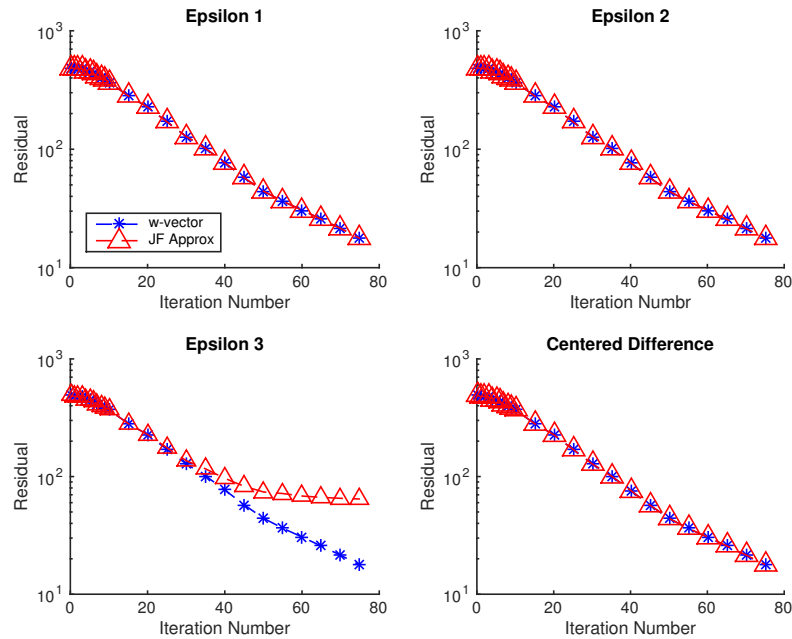 Epsilon 1
Residual
10^3
10^2
10^1
w-vector
JF Approx
0 20 40 60 80
Iteration Number
Epsilon 2
Residual
10^3
10^2
10^1
0 20 40 60 80
Iteration Numbr
Epsilon 3
Residual
10^3
10^2
10^1
0 20 40 60 80
Iteration Number
Centered Difference
Residual
10^3
10^2
10^1
0 20 40 60 80
Iteration Number